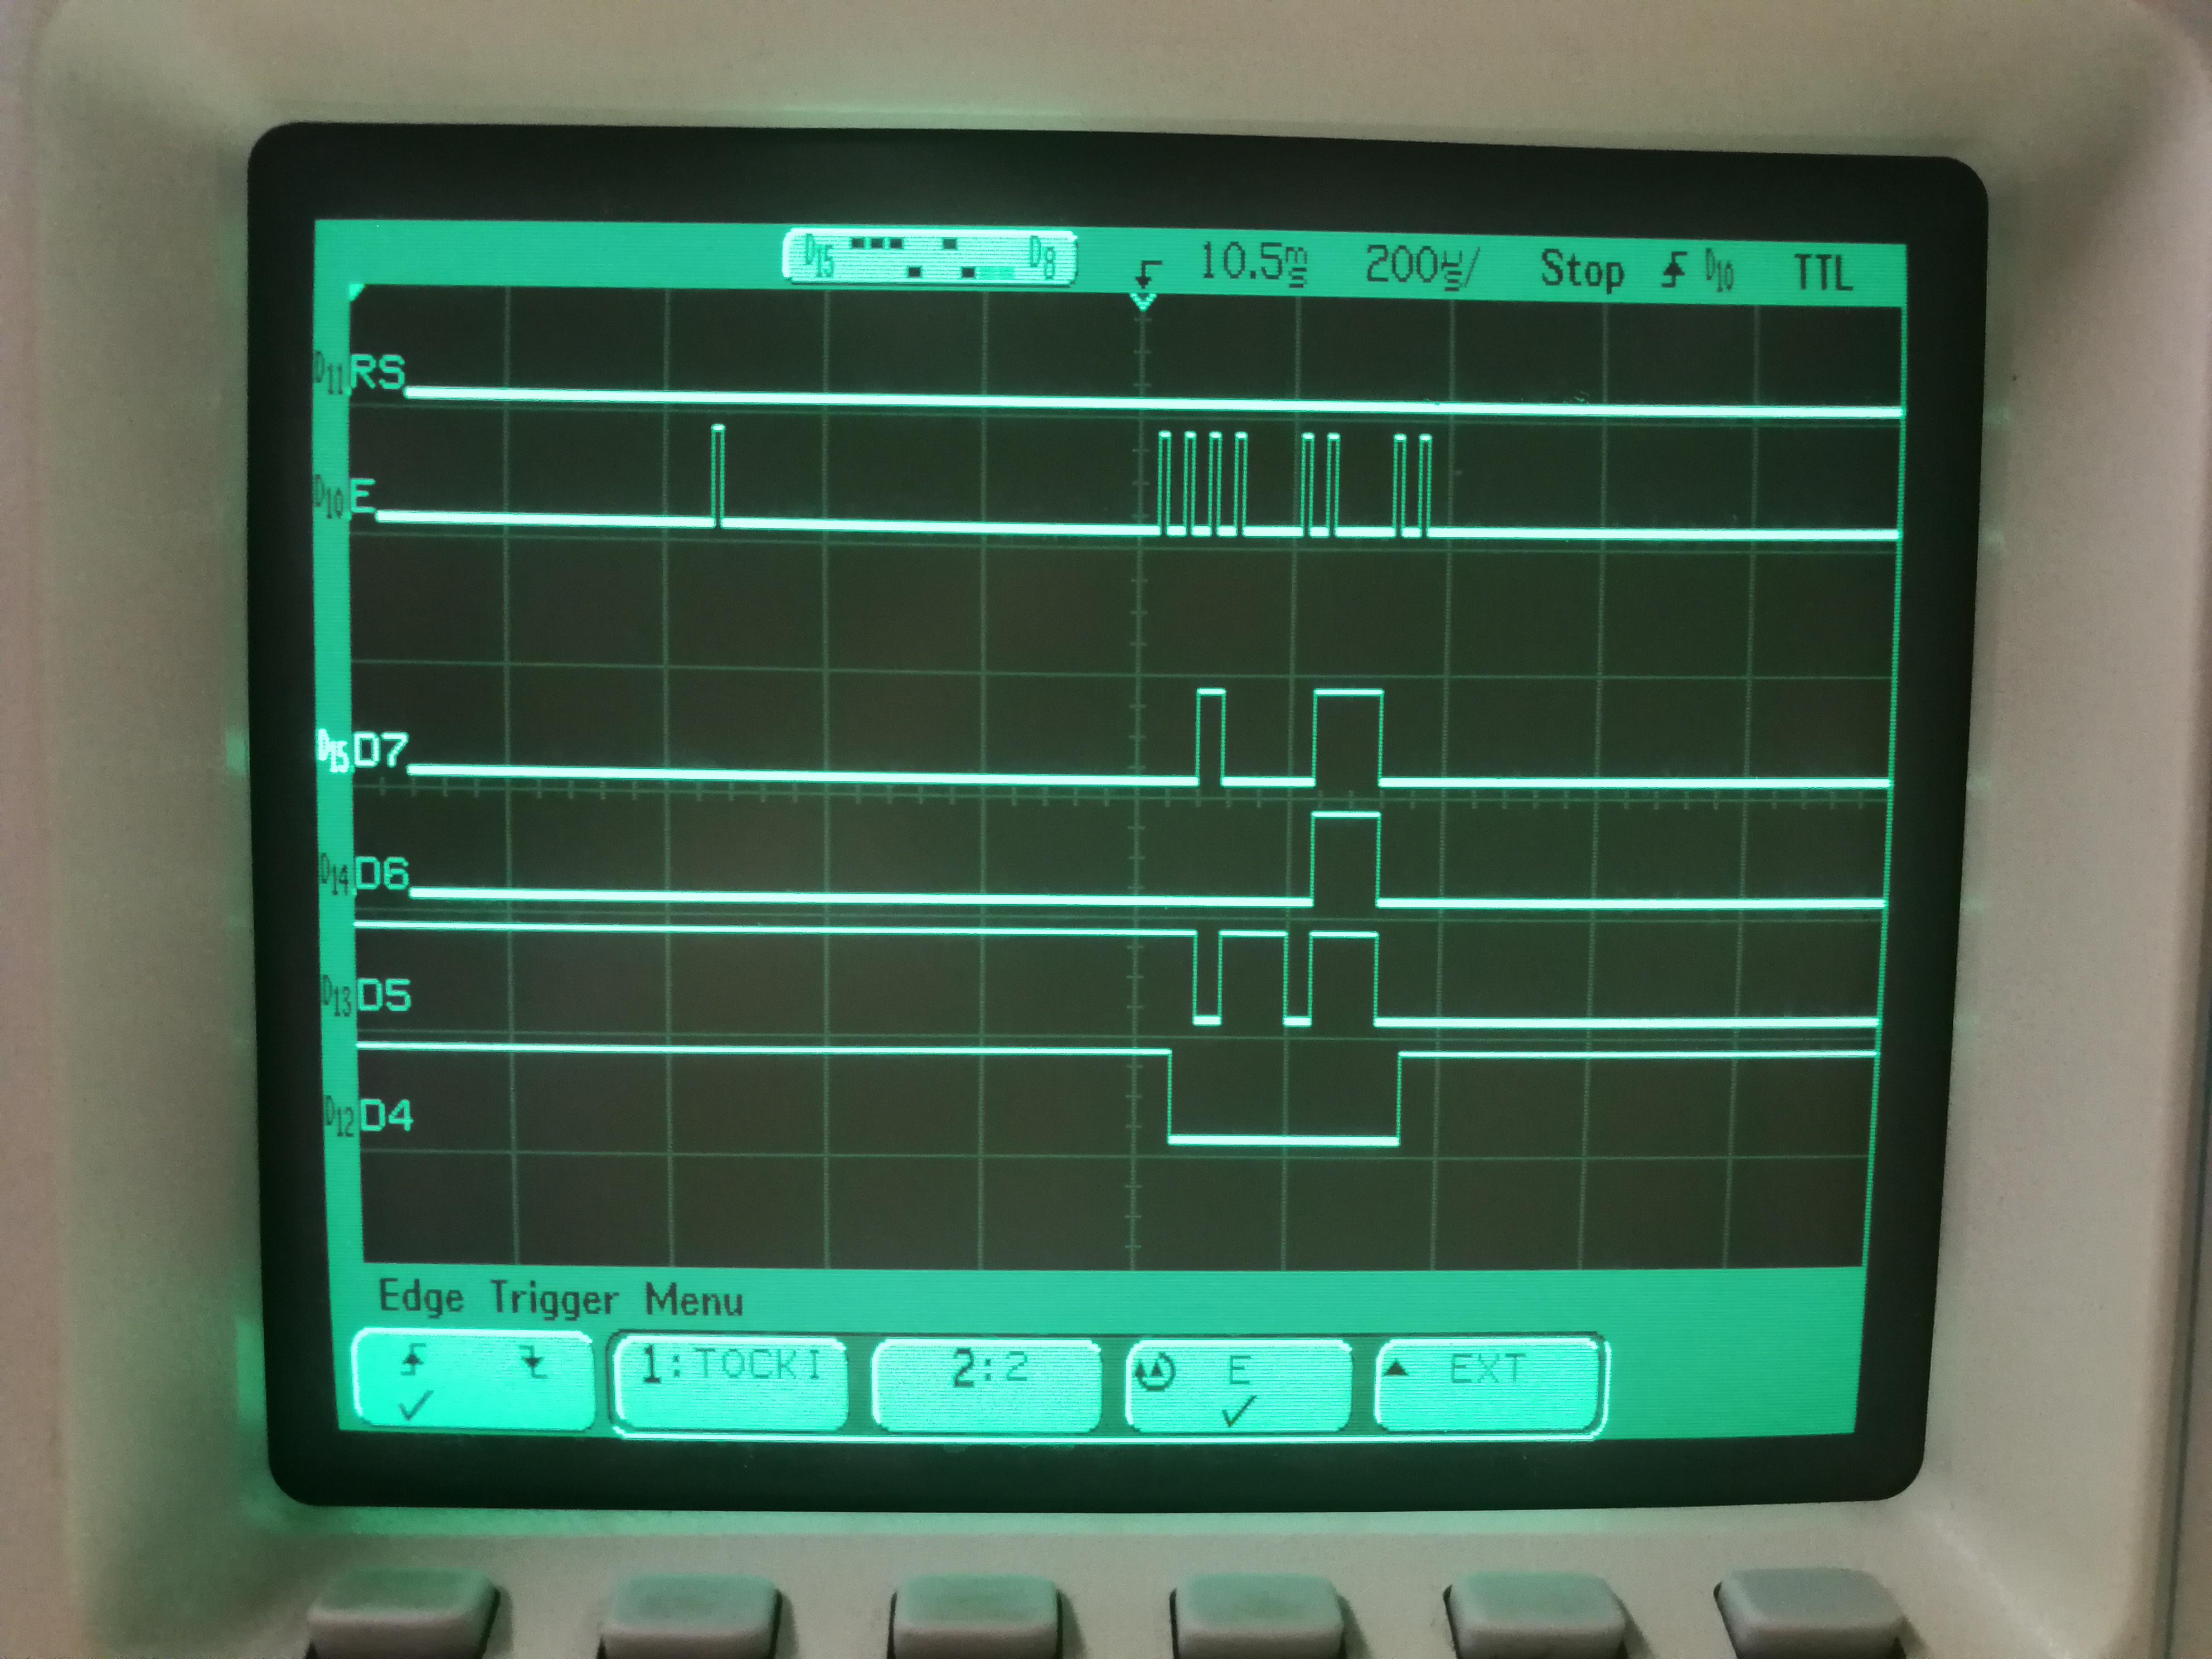 D15 D8 10.5ms 200µs/ Stop D10 TTL
D11 RS
D10 E
D15 D7
D14 D6
D13 D5
D12 D4
Edge Trigger Menu
1:TOCKI 2:2 E EXT